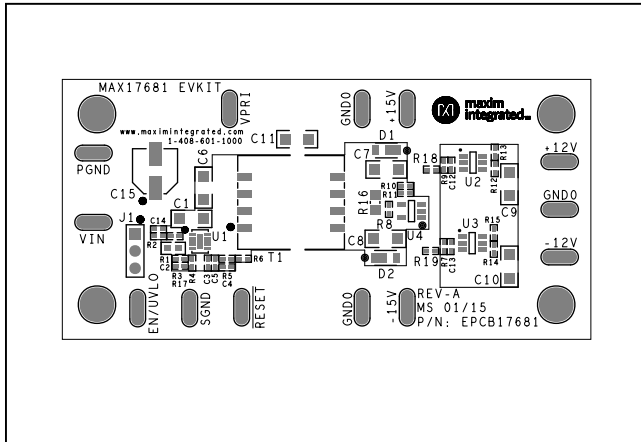 MAX17681 EVKIT
VPRI
GND0
+15V
maxim
integrated™
www.maximintegrated.com
1-408-601-1000
C11
D1
R13
+12V
PGND
C6
C7
R18
R9
C12
U2
R12
C15
R10
R11
R16
C9
GND0
J1
C14
C1
R8
U4
VIN
R2
U1
T1
C8
U3
R15
-12V
R1
C2
R3
R17
R4
C3
C5
R5
C4
R6
D2
R19
R7
C13
R14
C10
EN/UVLO
SGND
RESET
GND0
-15V
REV-A
MS 01/15
P/N: EPCB17681